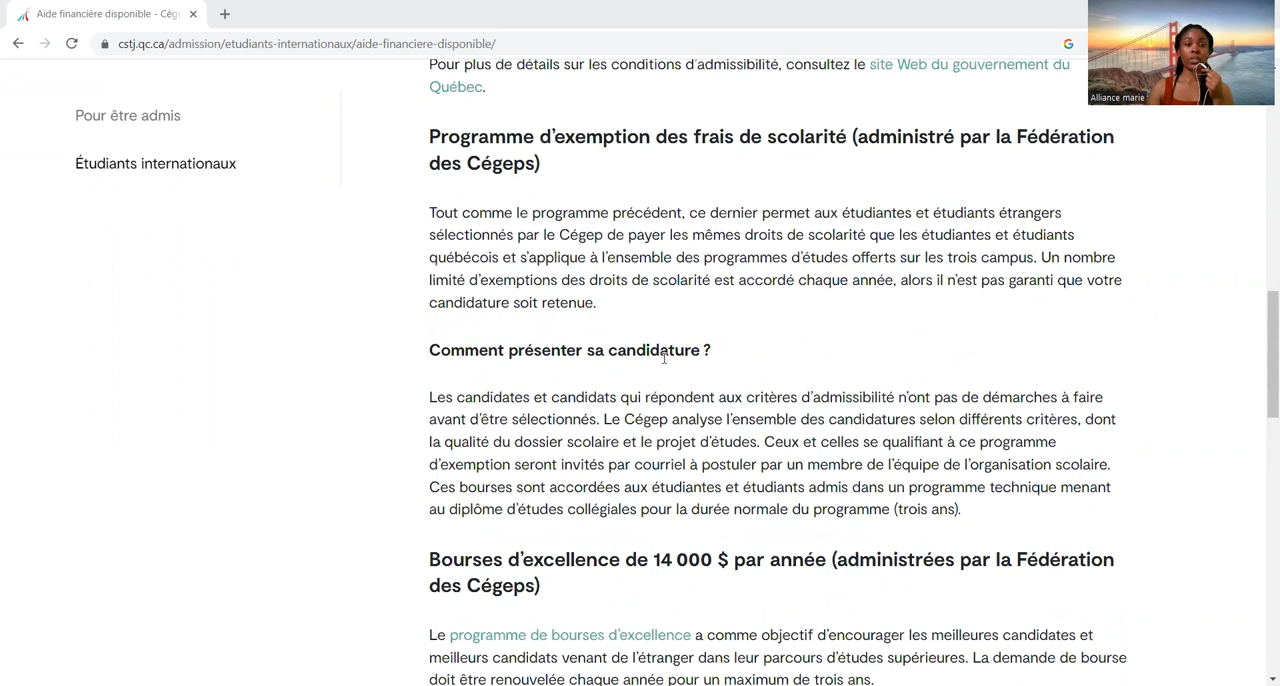 Aide financière disponible - Cég
cstj.qc.ca/admission/etudiants-internationaux/aide-financiere-disponible/
Alliance marie
Pour être admis
Étudiants internationaux
Pour plus de détails sur les conditions d'admissibilité, consultez le site Web du gouvernement du
Québec.
Programme d'exemption des frais de scolarité (administré par la Fédération
des Cégeps)
Tout comme le programme précédent, ce dernier permet aux étudiantes et étudiants étrangers
sélectionnés par le Cégep de payer les mêmes droits de scolarité que les étudiantes et étudiants
québécois et s'applique à l'ensemble des programmes d'études offerts sur les trois campus. Un nombre
limité d'exemptions des droits de scolarité est accordé chaque année, alors il n'est pas garanti que votre
candidature soit retenue.
Comment présenter sa candidature ?
Les candidates et candidats qui répondent aux critères d'admissibilité n'ont pas de démarches à faire
avant d'être sélectionnés. Le Cégep analyse l'ensemble des candidatures selon différents critères, dont
la qualité du dossier scolaire et le projet d'études. Ceux et celles se qualifiant à ce programme
d'exemption seront invités par courriel à postuler par un membre de l'équipe de l'organisation scolaire.
Ces bourses sont accordées aux étudiantes et étudiants admis dans un programme technique menant
au diplôme d'études collégiales pour la durée normale du programme (trois ans).
Bourses d'excellence de 14 000 $ par année (administrées par la Fédération
des Cégeps)
Le programme de bourses d'excellence a comme objectif d'encourager les meilleures candidates et
meilleurs candidats venant de l'étranger dans leur parcours d'études supérieures. La demande de bourse
doit être renouvelée chaque année pour un maximum de trois ans.